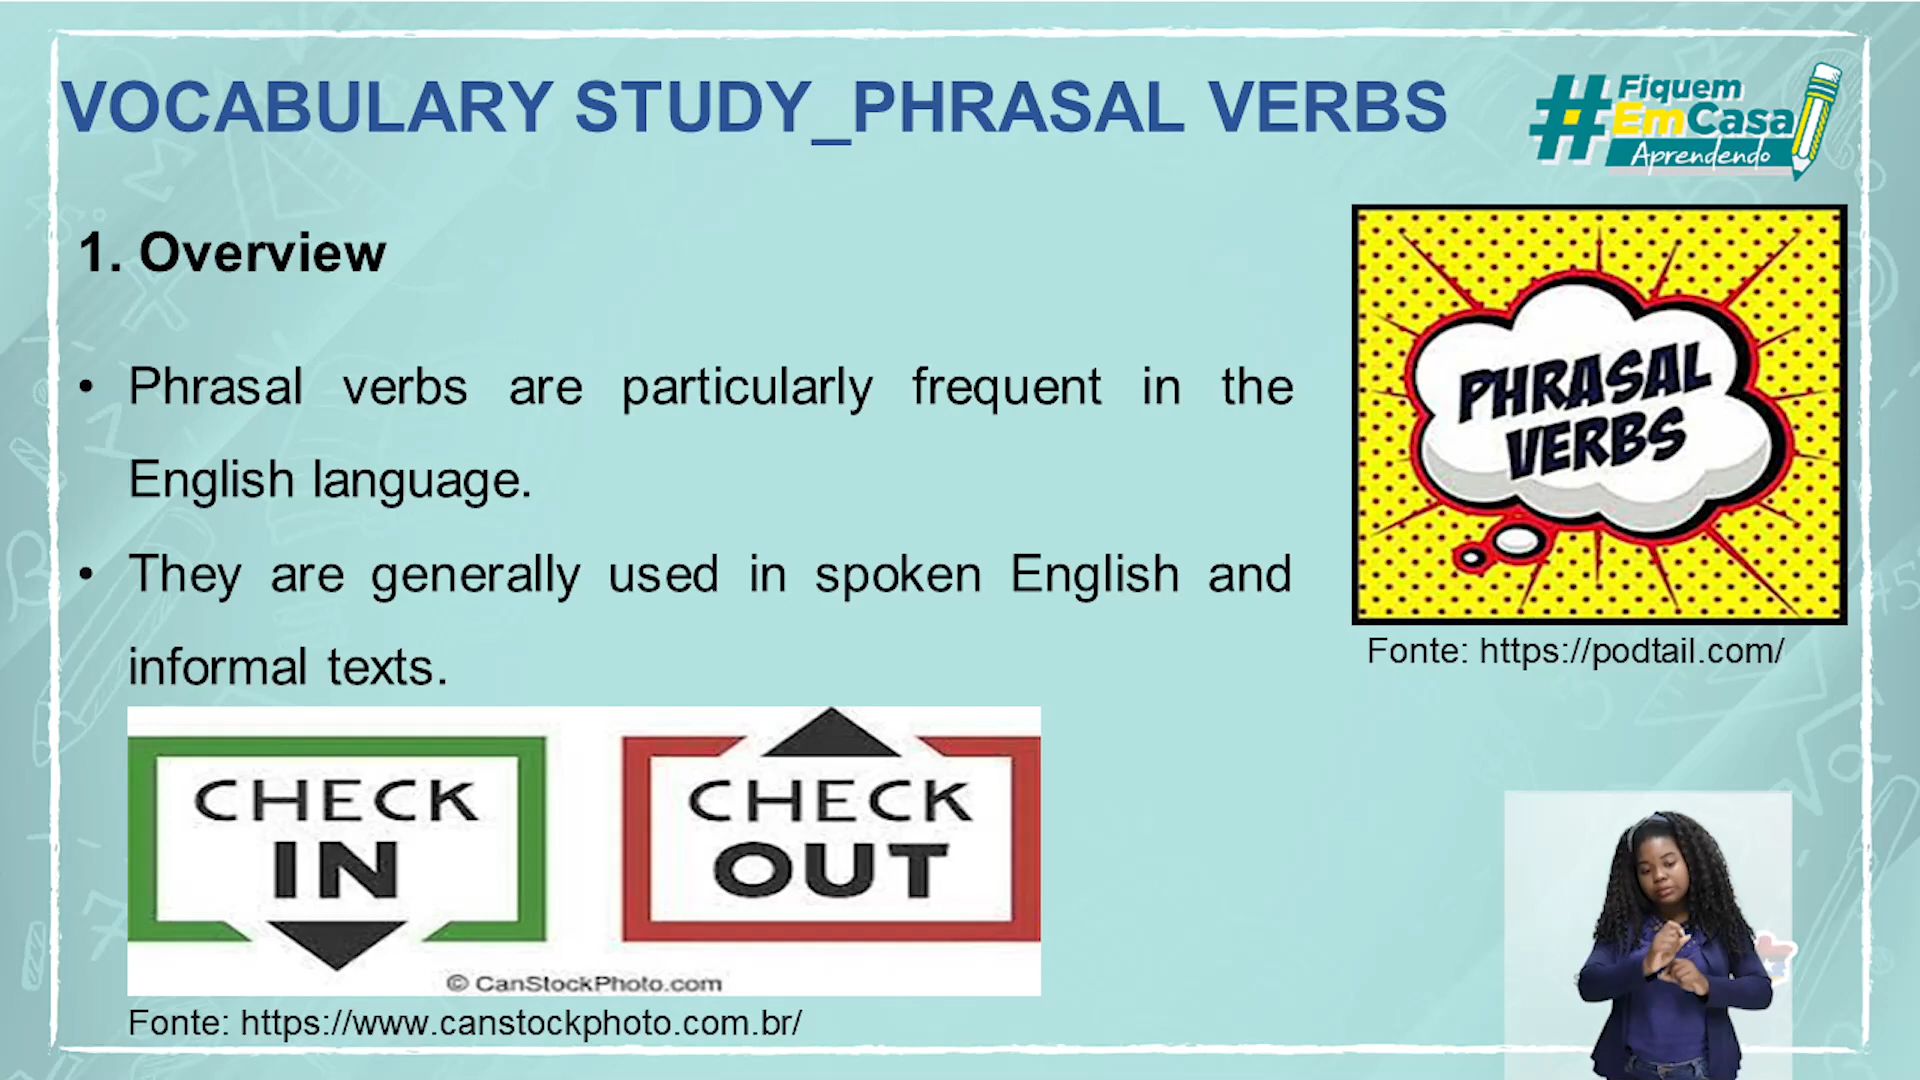 VOCABULARY STUDY_PHRASAL VERBS
#Fiquem
EmCasa
Aprendendo
1. Overview
• Phrasal verbs are particularly frequent in the
English language.
• They are generally used in spoken English and
informal texts.
PHRASAL
VERBS
Fonte: https://podtail.com/
CHECK
IN
CHECK
OUT
© CanStockPhoto.com
Fonte: https://www.canstockphoto.com.br/